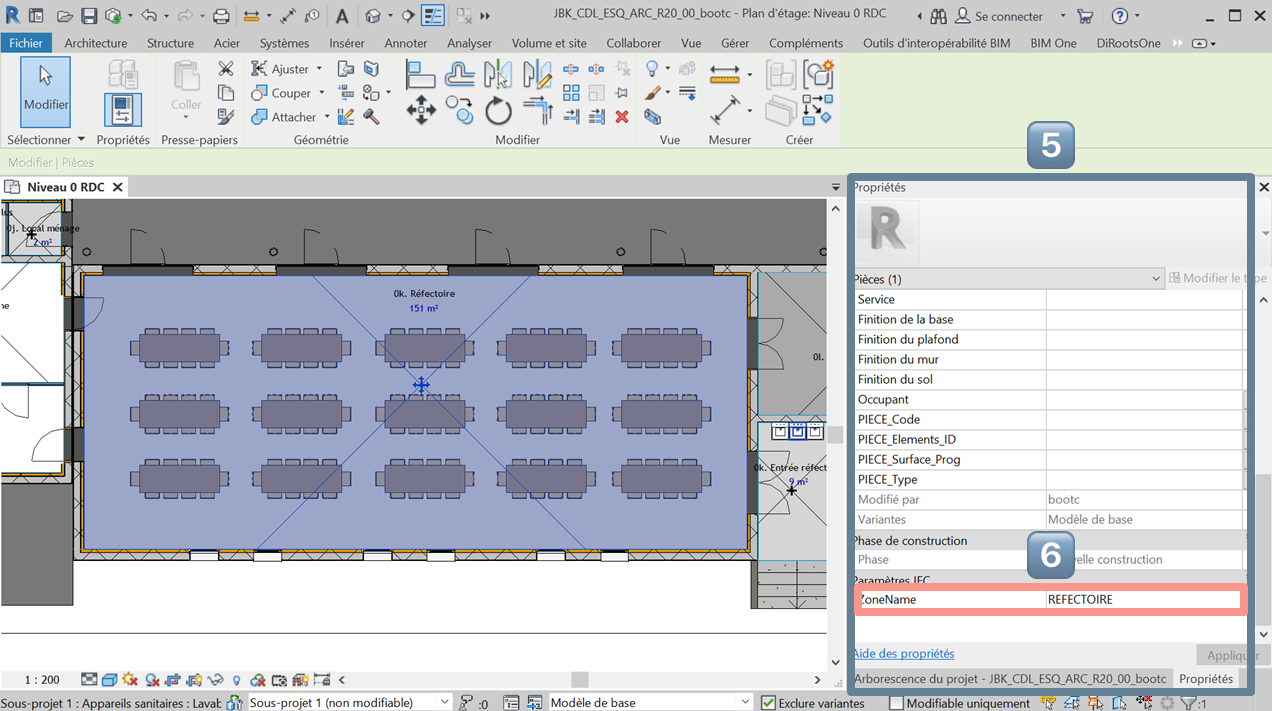 JBK_CDL_ESQ_ARC_R20_00_bootc - Plan d'étage: Niveau 0 RDC
Se connecter
Fichier Architecture Structure Acier Systèmes Insérer Annoter Analyser Volume et site Collaborer Vue Gérer Compléments Outils d'interopérabilité BIM BIM One DiRootsOne
Modifier
Coller
Ajuster
Couper
Attacher
Sélectionner Propriétés Presse-papiers Géométrie Modifier Vue Mesurer Créer
Modifier | Pièces
5
Niveau 0 RDC
Propriétés
0j. Local ménage
2 m²
0k. Réfectoire
151 m²
0l.
0k. Entrée réfect
9 m²
R
Pièces (1)
Modifier le type
Service
Finition de la base
Finition du plafond
Finition du mur
Finition du sol
Occupant
PIECE_Code
PIECE_Elements_ID
PIECE_Surface_Prog
PIECE_Type
Modifié par bootc
Variantes Modèle de base
Phase de construction
Phase velle construction
6
Paramètres IFC
ZoneName REFECTOIRE
Aide des propriétés
Appliquer
Arborescence du projet - JBK_CDL_ESQ_ARC_R20_00_bootc Propriétés
1 : 200
Sous-projet 1 : Appareils sanitaires : Lavab
Sous-projet 1 (non modifiable)
:0
Modèle de base
Exclure variantes
Modifiable uniquement
:1